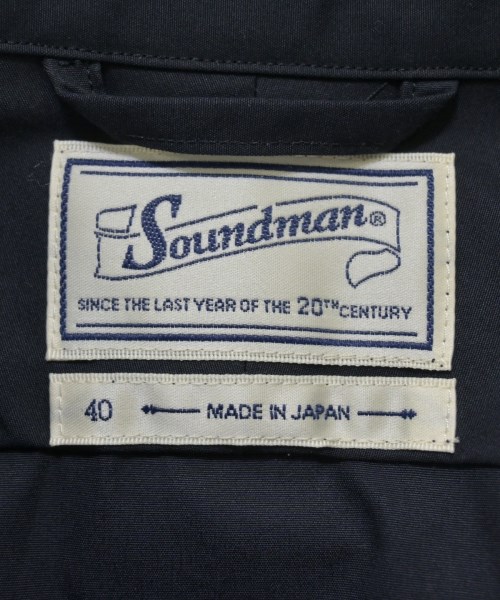 Soundman®
SINCE THE LAST YEAR OF THE 20TH CENTURY
40 MADE IN JAPAN